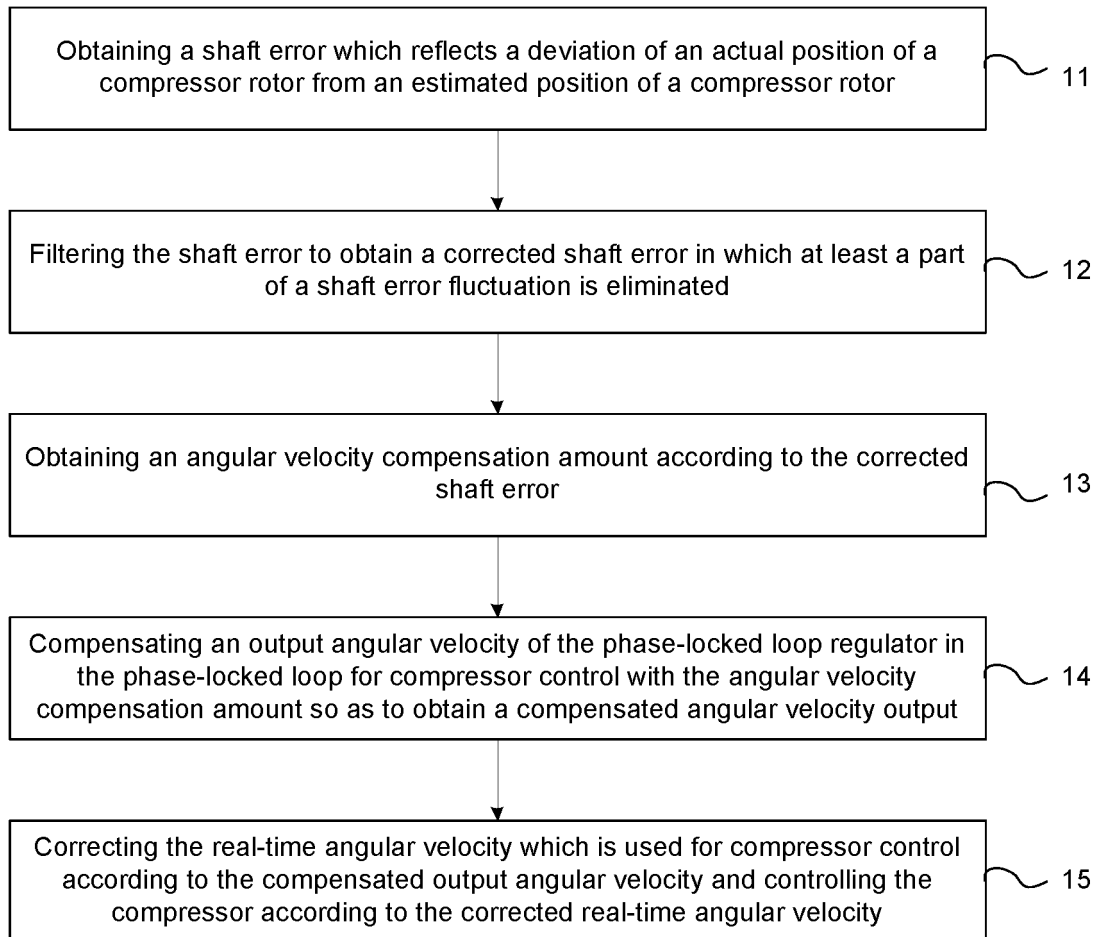 Obtaining a shaft error which reflects a deviation of an actual position of a
compressor rotor from an estimated position of a compressor rotor
11
Filtering the shaft error to obtain a corrected shaft error in which at least a part
of a shaft error fluctuation is eliminated
12
Obtaining an angular velocity compensation amount according to the corrected
shaft error
13
Compensating an output angular velocity of the phase-locked loop regulator in
the phase-locked loop for compressor control with the angular velocity
compensation amount so as to obtain a compensated angular velocity output
14
Correcting the real-time angular velocity which is used for compressor control
according to the compensated output angular velocity and controlling the
compressor according to the corrected real-time angular velocity
15